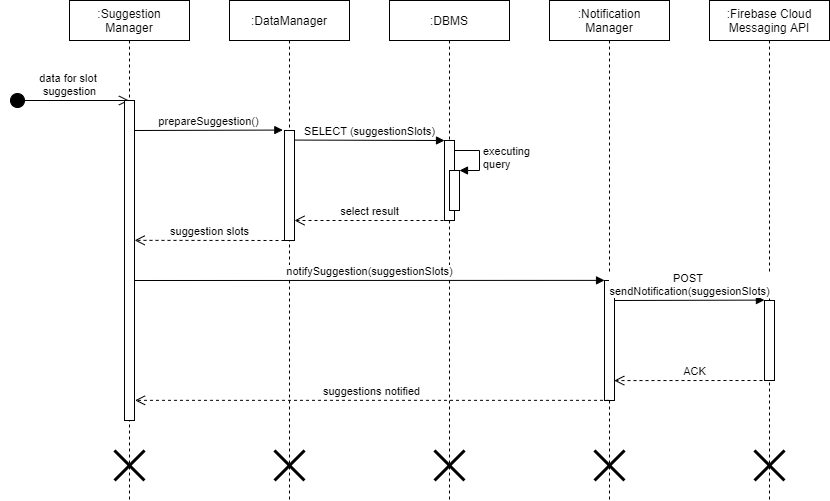 :Suggestion
Manager
:DataManager
:DBMS
:Notification
Manager
:Firebase Cloud
Messaging API
data for slot
suggestion
prepareSuggestion()
SELECT (suggestionSlots)
executing
query
select result
suggestion slots
notifySuggestion(suggestionSlots)
POST
sendNotification(suggesionSlots)
ACK
suggestions notified